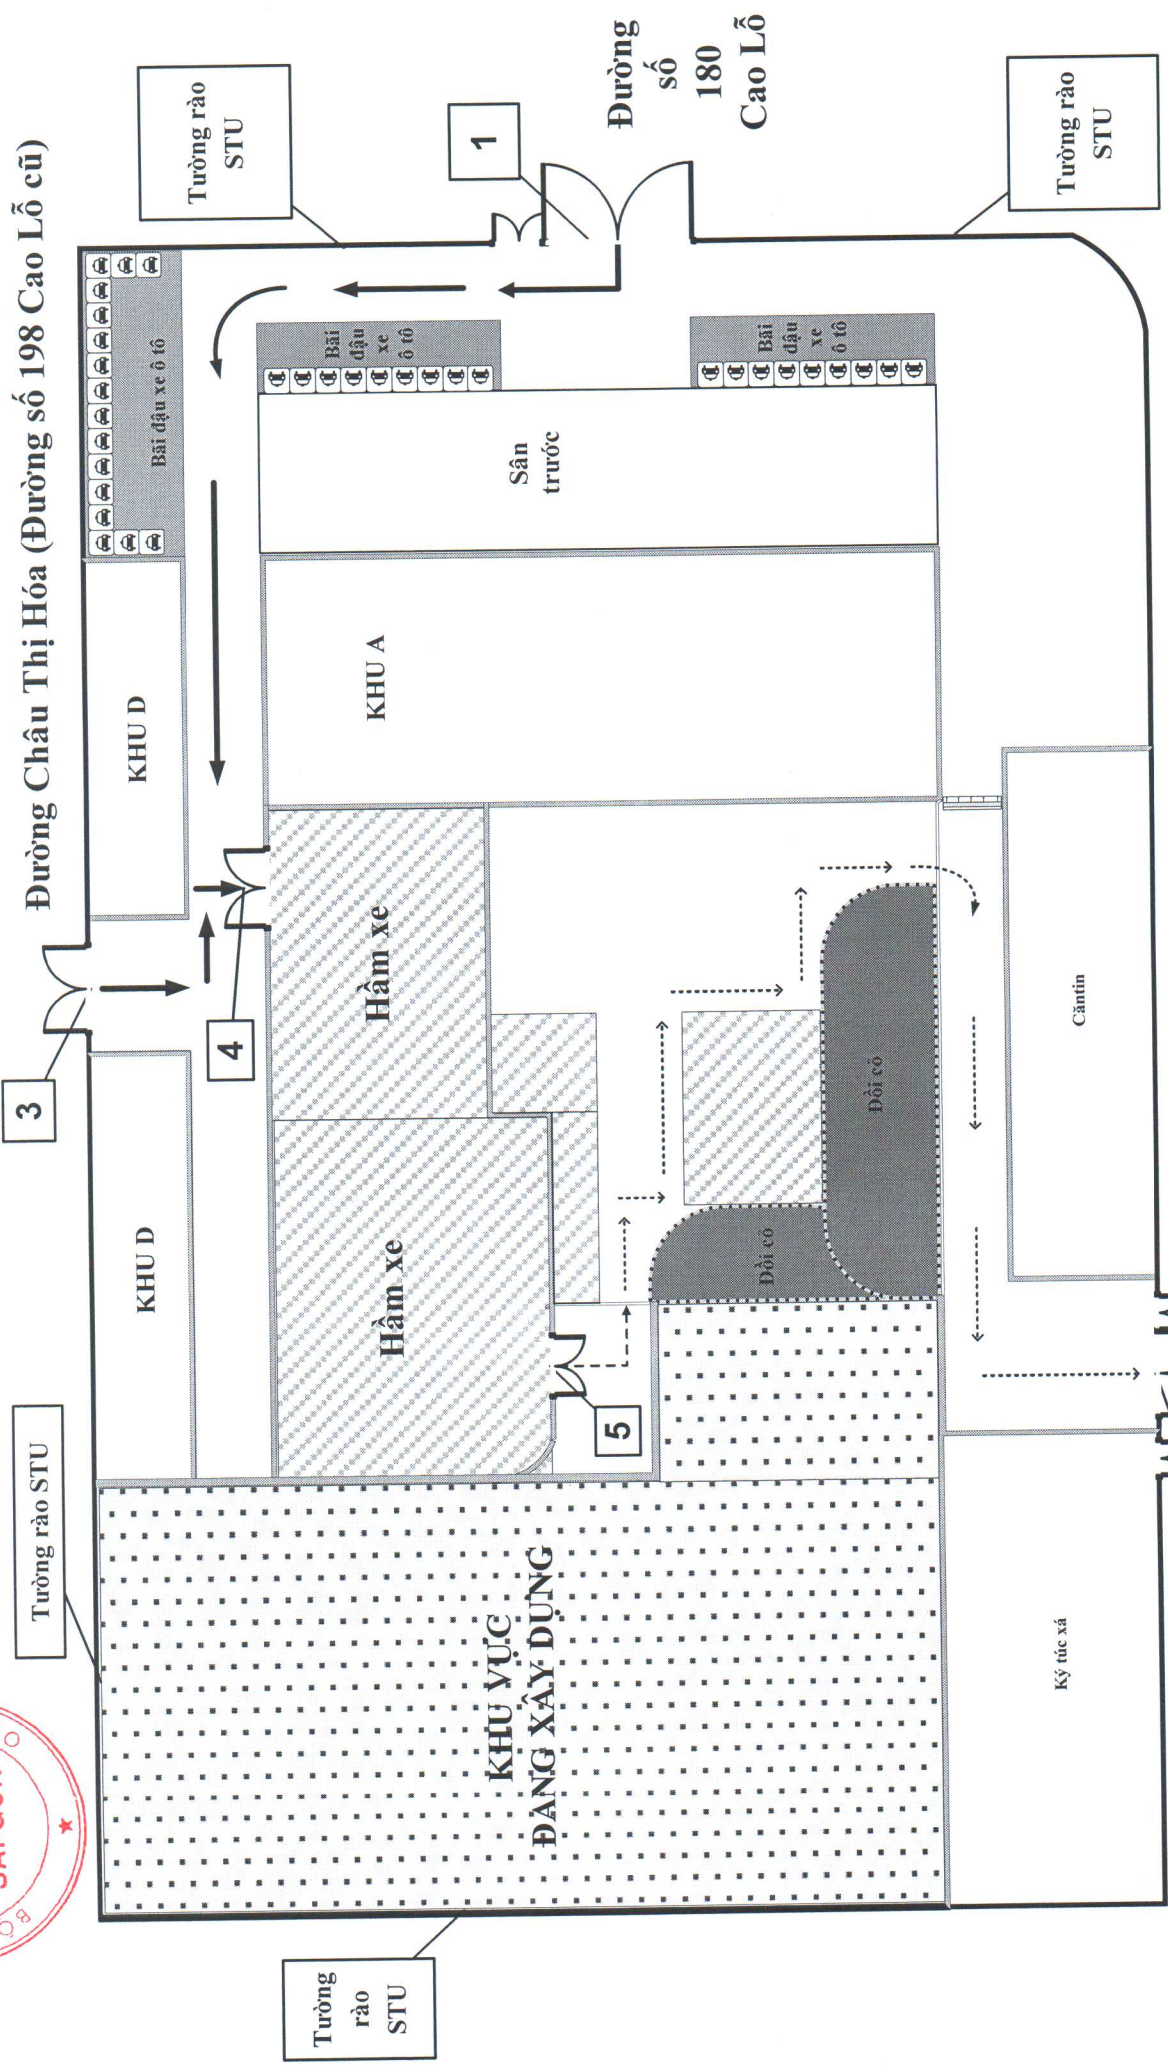 Đường Châu Thị Hóa (Đường số 198 Cao Lỗ cũ)
Tường rào STU
3
KHU D
KHU D
4
Bãi đậu xe ô tô
Tường rào
STU
1
Đường
số
180
Cao Lỗ
Tường rào
STU
Hầm xe
Hầm xe
KHU A
Sân
trước
Bãi
đậu
xe
ô tô
Bãi
đậu
xe
ô tô
5
Đồi cỏ
Đồi cỏ
Căntin
Ký túc xá
KHU VỰC
ĐANG XÂY DỰNG
Tường
rào
STU